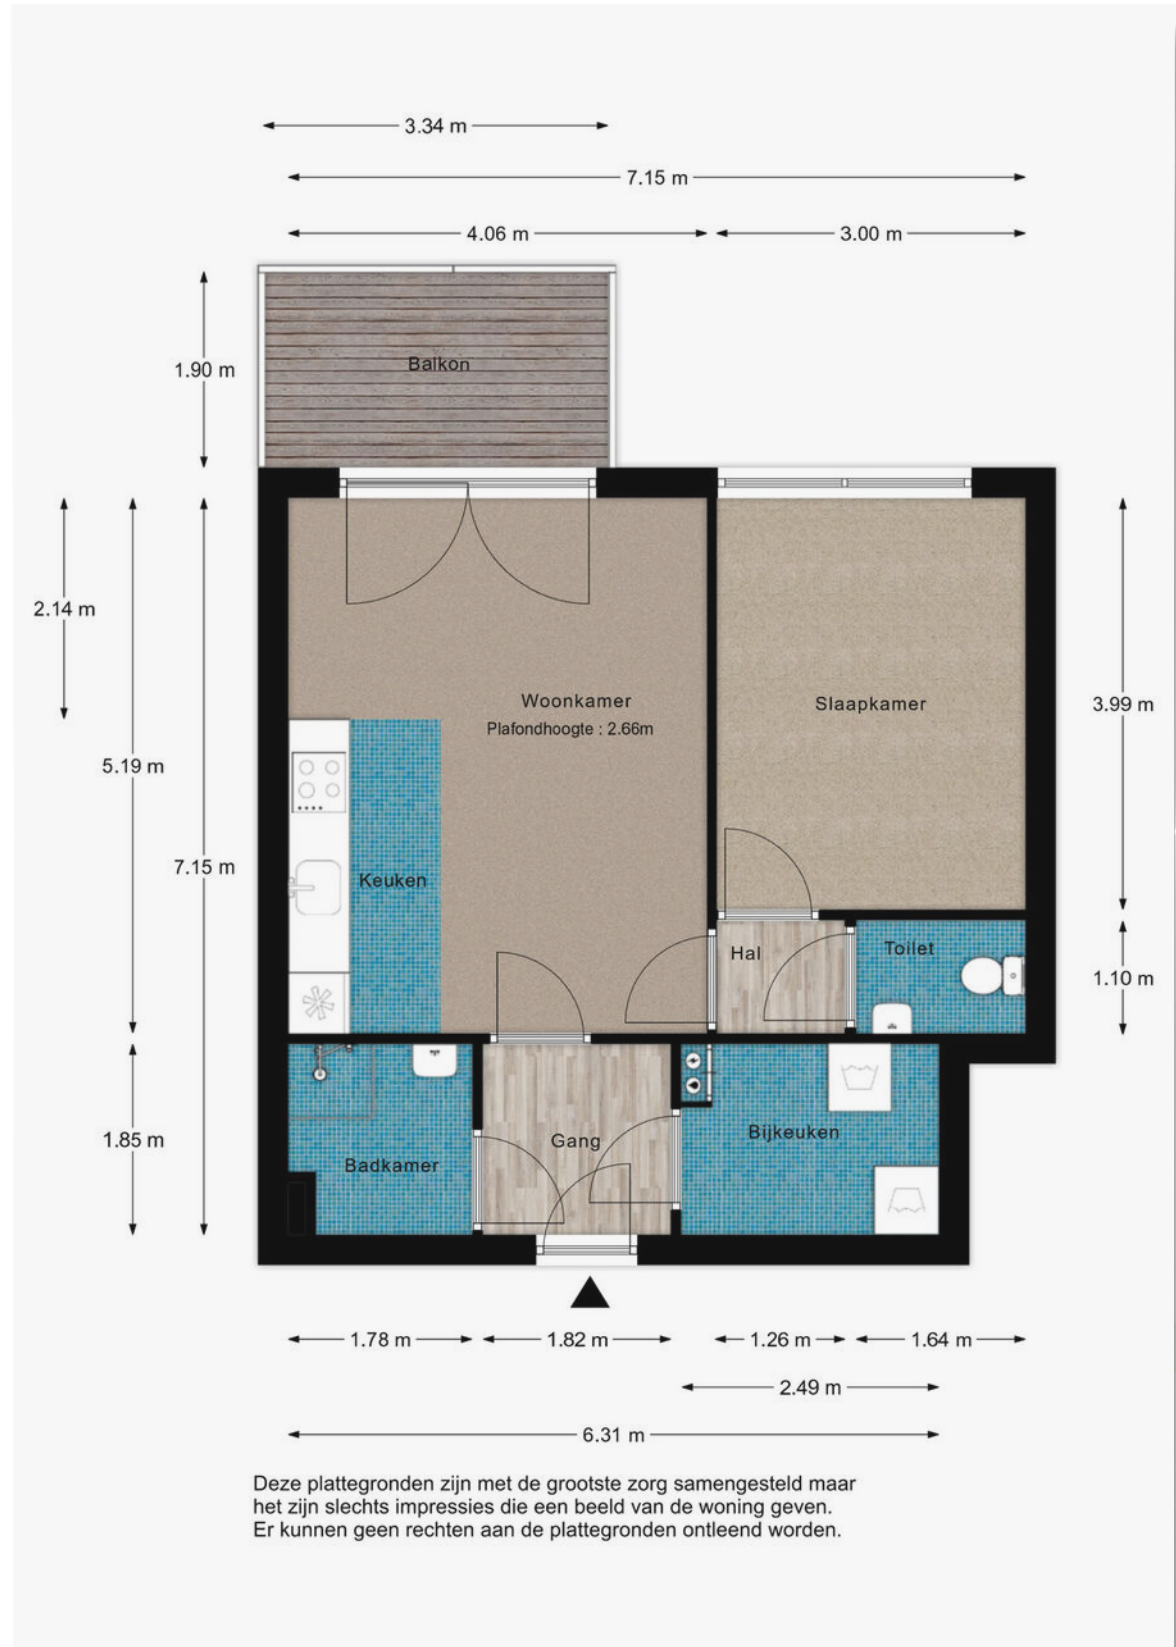 3.34 m
7.15 m
4.06 m
3.00 m
Balkon
1.90 m
2.14 m
Woonkamer
Plafondhoogte : 2.66m
Slaapkamer
3.99 m
5.19 m
7.15 m
Keuken
Hal
Toilet
1.10 m
1.85 m
Badkamer
Gang
Bijkeuken
1.78 m
1.82 m
1.26 m
1.64 m
2.49 m
6.31 m
Deze plattegronden zijn met de grootste zorg samengesteld maar
het zijn slechts impressies die een beeld van de woning geven.
Er kunnen geen rechten aan de plattegronden ontleend worden.